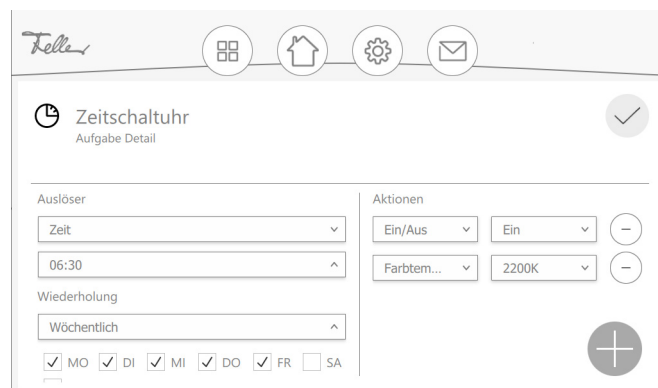 Feller
Zeitschaltuhr
Aufgabe Detail
Auslöser
Zeit
06:30
Wiederholung
Wöchentlich
MO DI MI DO FR SA
Aktionen
Ein/Aus Ein
Farbtem... 2200K